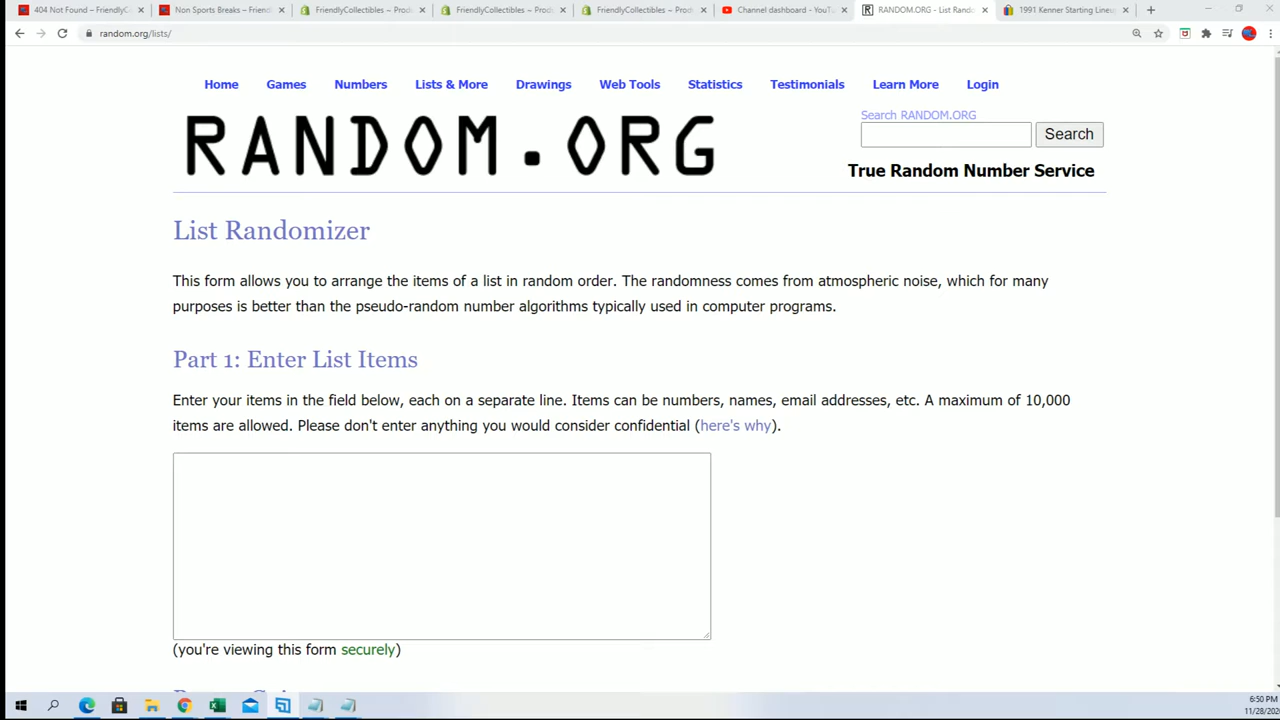 404 Not Found – FriendlyC
Non Sports Breaks – Friendl
FriendlyCollectibles ~ Prod
FriendlyCollectibles ~ Prod
FriendlyCollectibles ~ Prod
Channel dashboard - YouTu
RANDOM.ORG - List Rando
1991 Kenner Starting Lineu
random.org/lists/
Home Games Numbers Lists & More Drawings Web Tools Statistics Testimonials Learn More Login
RANDOM.ORG
Search RANDOM.ORG
Search
True Random Number Service
List Randomizer
This form allows you to arrange the items of a list in random order. The randomness comes from atmospheric noise, which for many
purposes is better than the pseudo-random number algorithms typically used in computer programs.
Part 1: Enter List Items
Enter your items in the field below, each on a separate line. Items can be numbers, names, email addresses, etc. A maximum of 10,000
items are allowed. Please don't enter anything you would consider confidential (here's why).
(you're viewing this form securely)
6:50 PM
11/28/20